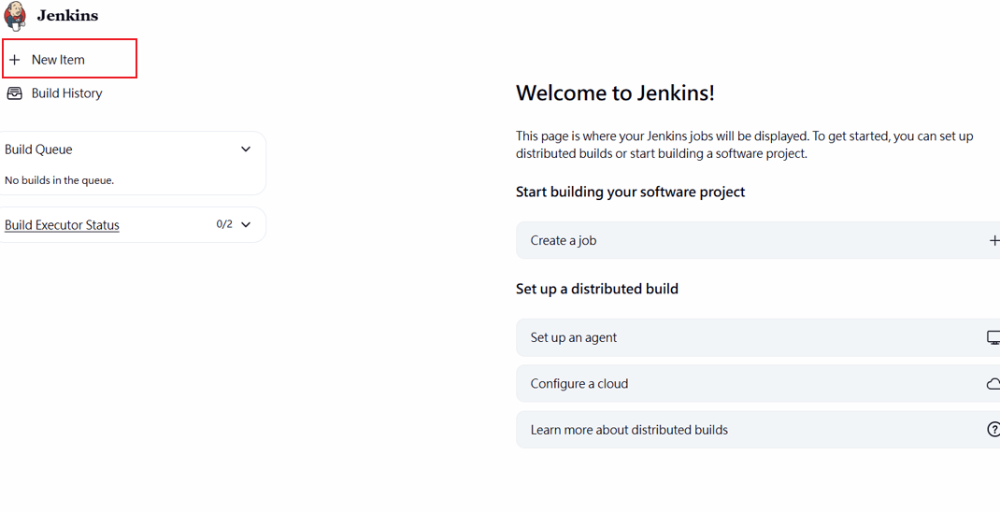 Jenkins
New Item
Build History
Build Queue
No builds in the queue.
Build Executor Status 0/2
Welcome to Jenkins!
This page is where your Jenkins jobs will be displayed. To get started, you can set up
distributed builds or start building a software project.
Start building your software project
Create a job
Set up a distributed build
Set up an agent
Configure a cloud
Learn more about distributed builds